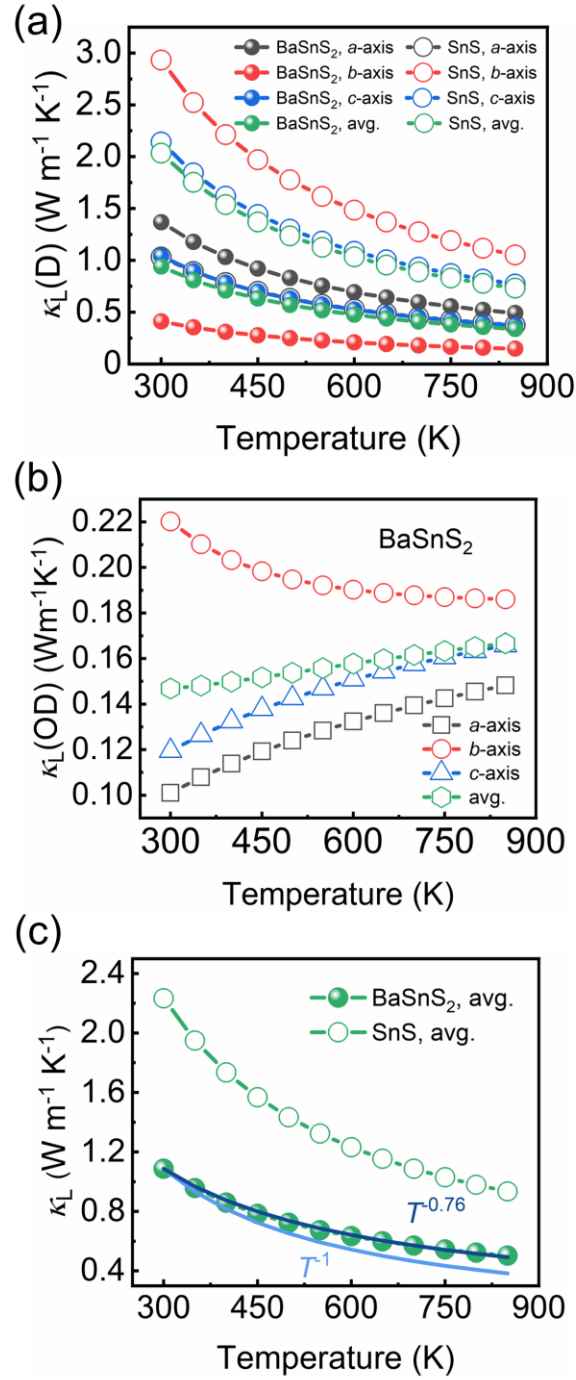 (a)
3.0
2.5
2.0
1.5
1.0
0.5
0
κL(D) (W m-1 K-1)
BaSnS2, a-axis
SnS, a-axis
BaSnS2, b-axis
SnS, b-axis
BaSnS2, c-axis
SnS, c-axis
BaSnS2, avg.
SnS, avg.
300 450 600 750 900
Temperature (K)
(b)
0.22
0.20
0.18
0.16
0.14
0.12
0.10
κL(OD) (Wm-1K-1)
BaSnS2
a-axis
b-axis
c-axis
avg.
300 450 600 750 900
Temperature (K)
(c)
2.4
2.0
1.6
1.2
0.8
0.4
κL (W m-1 K-1)
BaSnS2, avg.
SnS, avg.
T-0.76
T-1
300 450 600 750 900
Temperature (K)